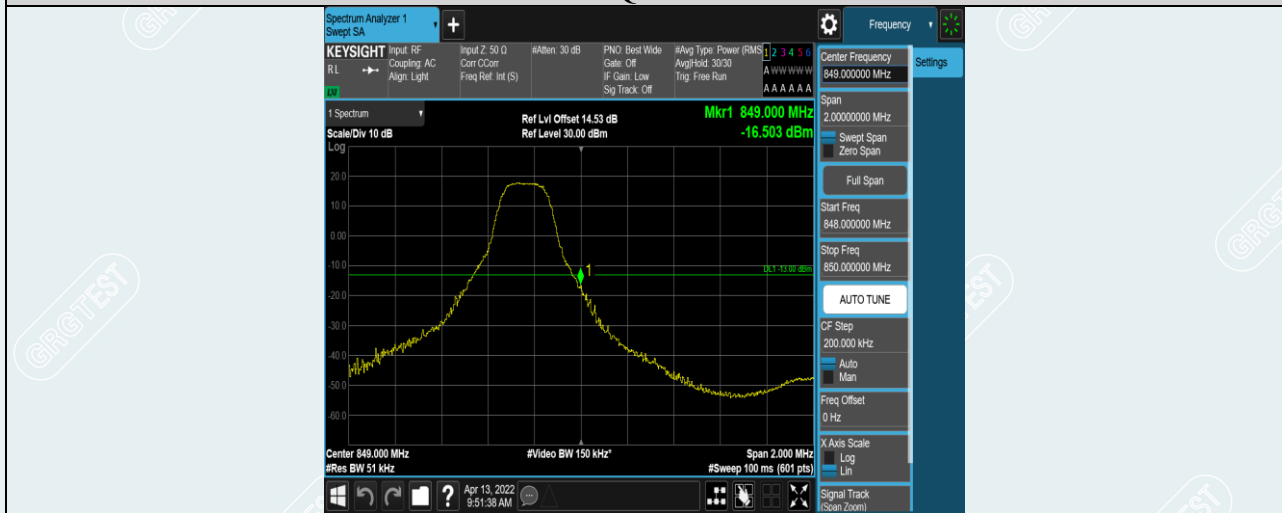 Spectrum Analyzer 1
Swept SA
+
Frequency
KEYSIGHT
RL
LW
Input: RF
Coupling: AC
Align: Light
Input Z: 50 Ω
Corr CCorr
Freq Ref: Int (S)
#Atten: 30 dB
PNO: Best Wide
Gate: Off
IF Gain: Low
Sig Track: Off
#Avg Type: Power (RMS
Avg|Hold: 30/30
Trig: Free Run
1 2 3 4 5 6
A W W W W W
A A A A A A
Center Frequency
849.000000 MHz
Settings
1 Spectrum
Ref Lvl Offset 14.53 dB
Mkr1 849.000 MHz
Scale/Div 10 dB
Ref Level 30.00 dBm
-16.503 dBm
Log
20.0
10.0
0.00
-10.0
-20.0
-30.0
-40.0
-50.0
-60.0
1
DL1 -13.00 dBm
Span
2.00000000 MHz
Swept Span
Zero Span
Full Span
Start Freq
848.000000 MHz
Stop Freq
850.000000 MHz
AUTO TUNE
CF Step
200.000 kHz
Auto
Man
Freq Offset
0 Hz
X Axis Scale
Log
Lin
Signal Track
(Span Zoom)
Center 849.000 MHz
#Video BW 150 kHz*
Span 2.000 MHz
#Res BW 51 kHz
#Sweep 100 ms (601 pts)
?
Apr 13, 2022
9:51:38 AM
GRGTEST
GRGTEST
GRGTEST